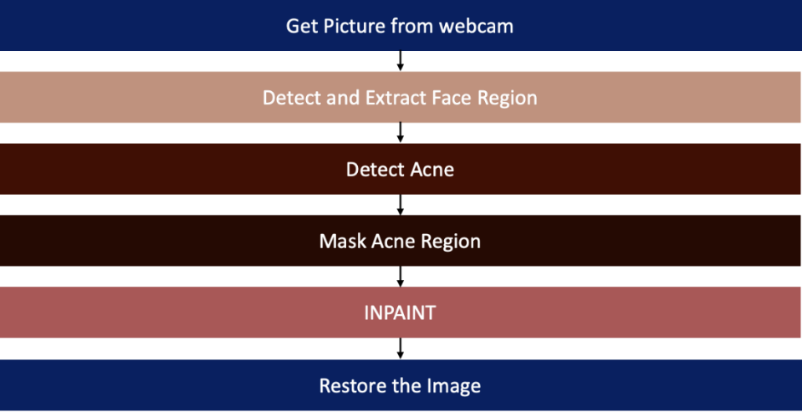 Get Picture from webcam
Detect and Extract Face Region
Detect Acne
Mask Acne Region
INPAINT
Restore the Image